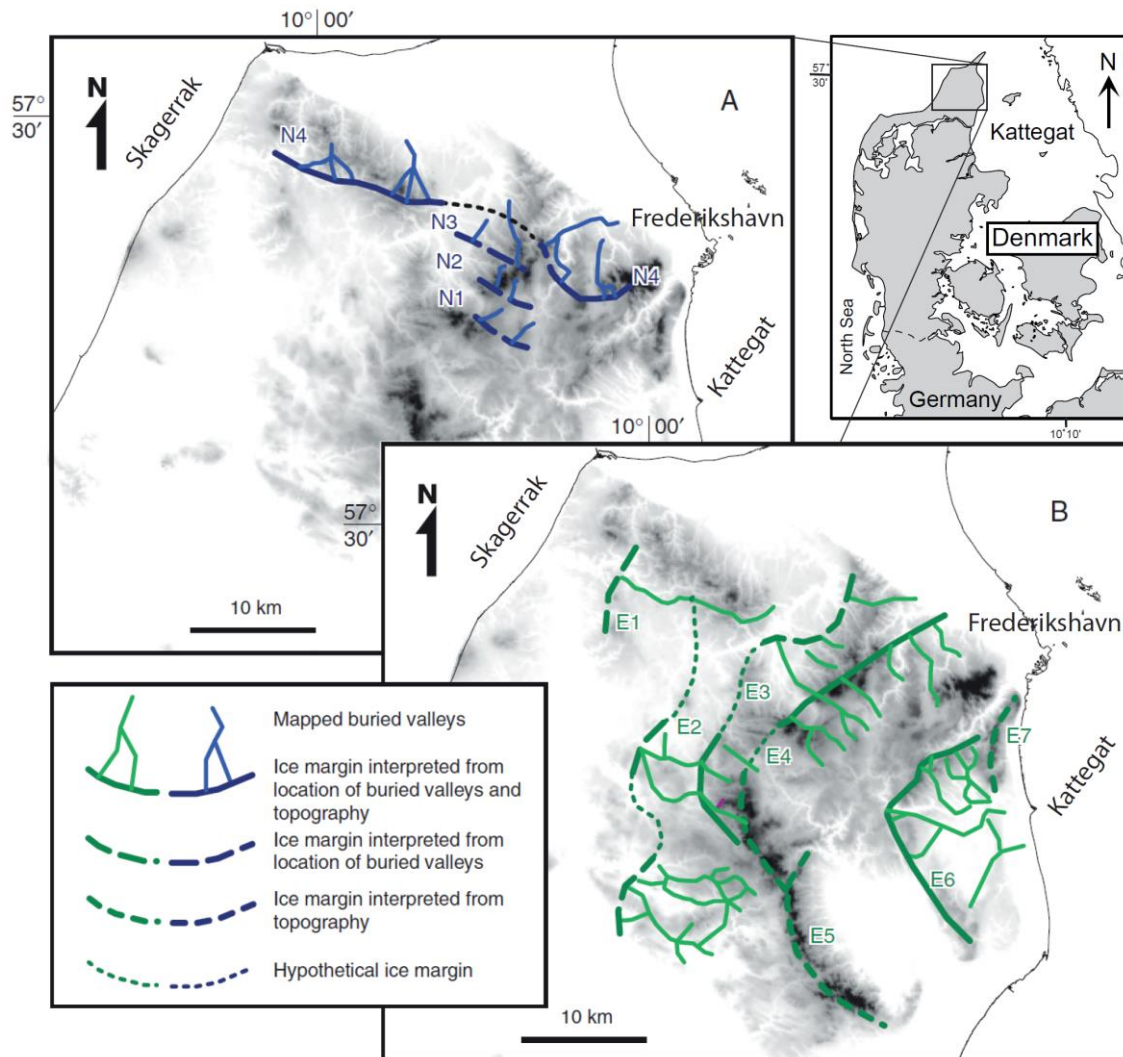 10° 00′
57°
30′
N
A
Skagerrak
N4
N3
N2
N1
N4
Frederikshavn
Kattegat
10 km
57°
30′
N
Kattegat
Denmark
North Sea
Germany
10°10′
10° 00′
57°
30′
N
B
Skagerrak
E1
E2
E3
E4
E5
E6
E7
Frederikshavn
Kattegat
10 km
Mapped buried valleys
Ice margin interpreted from
location of buried valleys and
topography
Ice margin interpreted from
location of buried valleys
Ice margin interpreted from
topography
Hypothetical ice margin